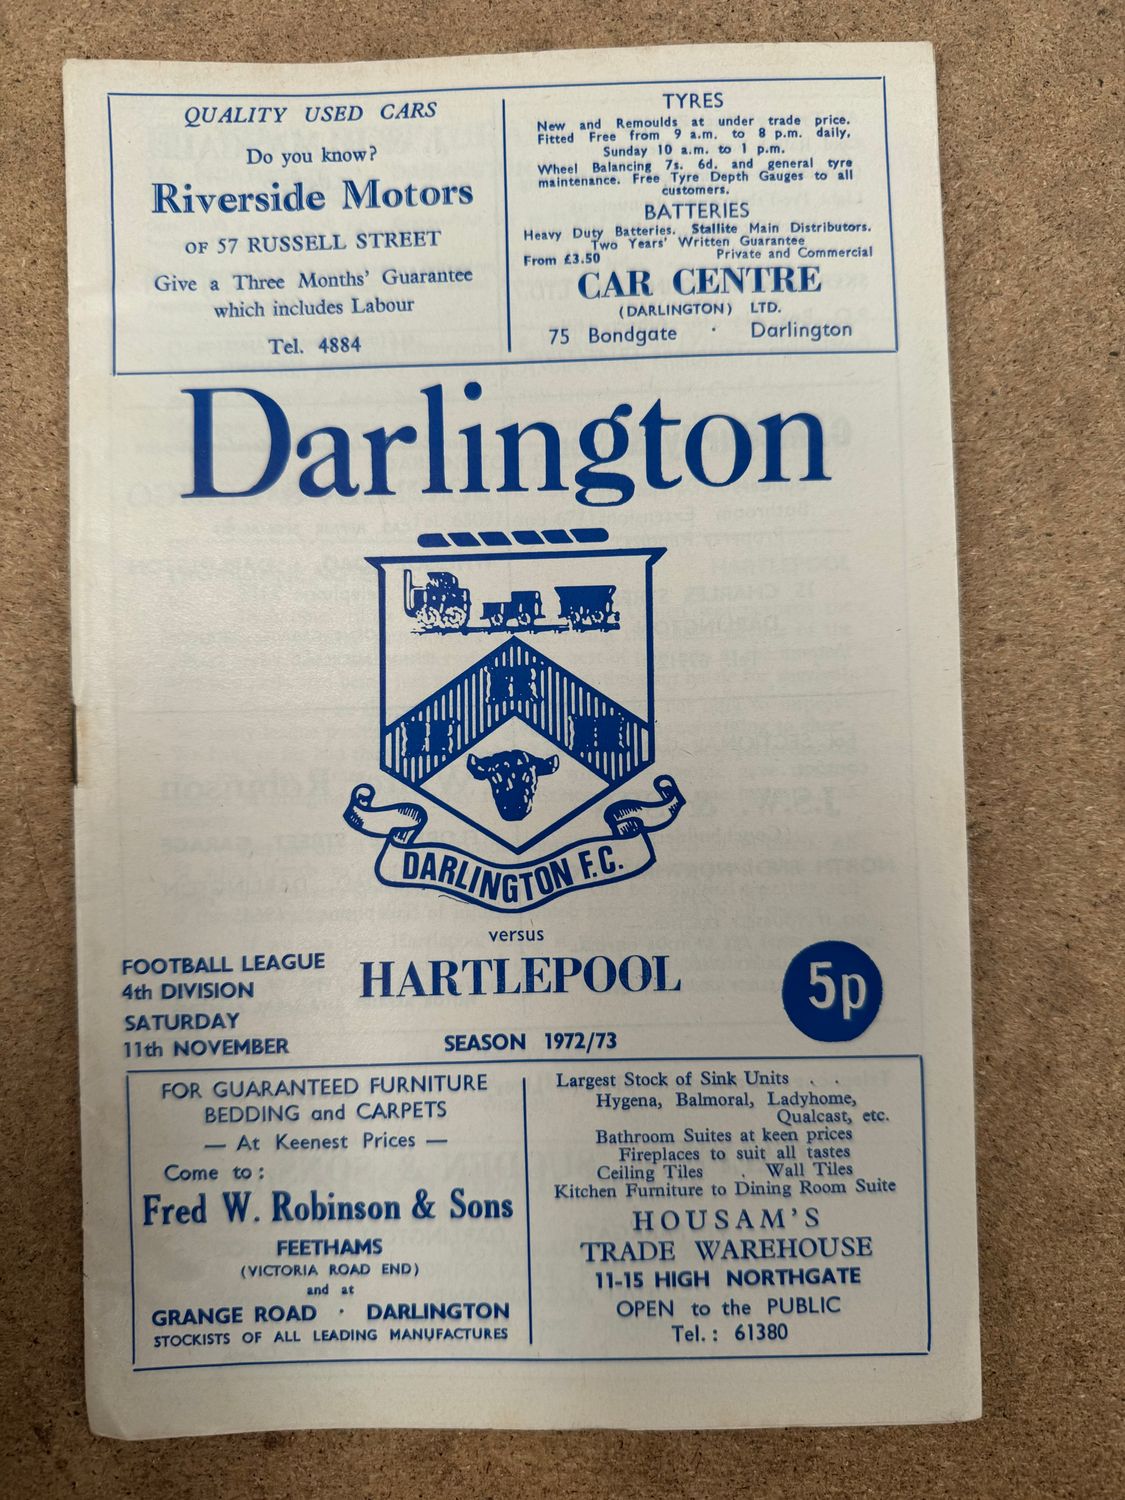 QUALITY USED CARS
Do you know?
Riverside Motors
OF 57 RUSSELL STREET
Give a Three Months' Guarantee
which includes Labour
Tel. 4884
TYRES
New and Remoulds at under trade price.
Fitted Free from 9 a.m. to 8 p.m. daily,
Sunday 10 a.m. to 1 p.m.
Wheel Balancing 7s. 6d. and general tyre
maintenance. Free Tyre Depth Gauges to all
customers.
BATTERIES
Heavy Duty Batteries. Stallite Main Distributors.
Two Years' Written Guarantee
From £3.50 Private and Commercial
CAR CENTRE
(DARLINGTON) LTD.
75 Bondgate · Darlington
Darlington
DARLINGTON F.C.
versus
HARTLEPOOL
FOOTBALL LEAGUE
4th DIVISION
SATURDAY
11th NOVEMBER
SEASON 1972/73
5p
FOR GUARANTEED FURNITURE
BEDDING and CARPETS
— At Keenest Prices —
Come to :
Fred W. Robinson & Sons
FEETHAMS
(VICTORIA ROAD END)
and at
GRANGE ROAD · DARLINGTON
STOCKISTS OF ALL LEADING MANUFACTURES
Largest Stock of Sink Units . .
Hygena, Balmoral, Ladyhome,
Qualcast, etc.
Bathroom Suites at keen prices
Fireplaces to suit all tastes
Ceiling Tiles . Wall Tiles
Kitchen Furniture to Dining Room Suite
HOUSAM'S
TRADE WAREHOUSE
11-15 HIGH NORTHGATE
OPEN to the PUBLIC
Tel. : 61380